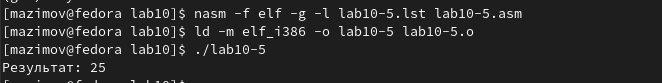 [mazimov@fedora lab10]$ nasm -f elf -g -l lab10-5.lst lab10-5.asm
[mazimov@fedora lab10]$ ld -m elf_i386 -o lab10-5 lab10-5.o
[mazimov@fedora lab10]$ ./lab10-5
Результат: 25